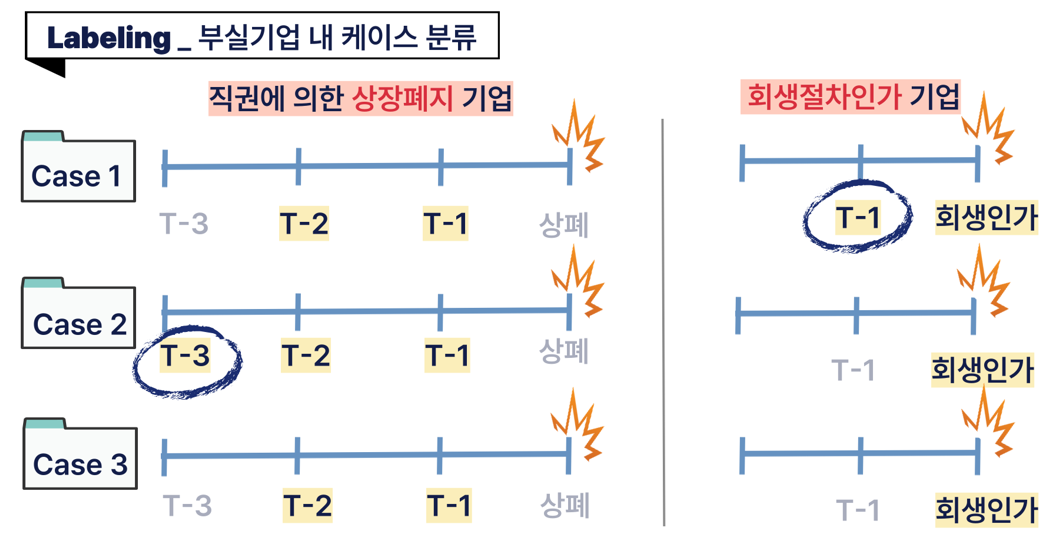 Labeling _ 부실기업 내 케이스 분류
직권에 의한 상장폐지 기업
회생절차인가 기업
Case 1
T-3 T-2 T-1 상폐
T-1 회생인가
Case 2
T-3 T-2 T-1 상폐
T-1 회생인가
Case 3
T-3 T-2 T-1 상폐
T-1 회생인가